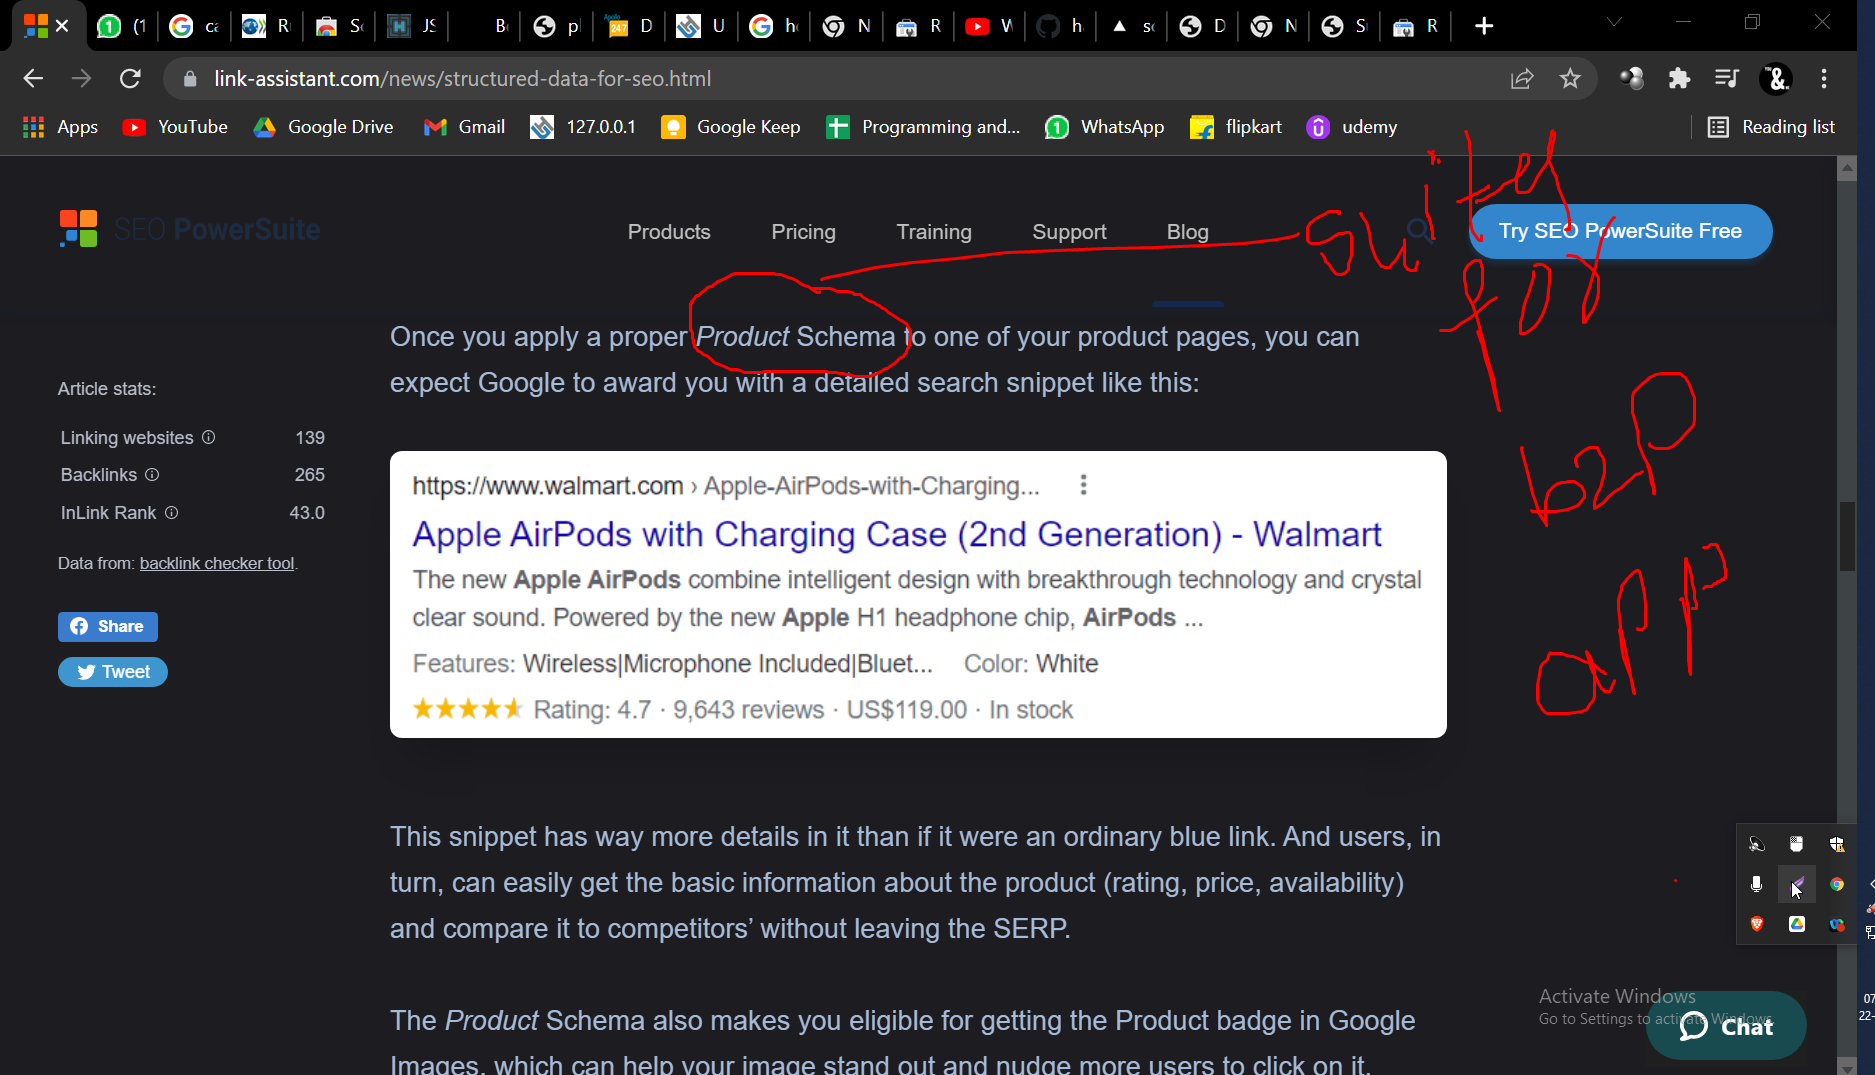 (1
ca
R
Sc
JS
B
pl
D
U
he
N
R
W
h
sc
D
N
S
R
link-assistant.com/news/structured-data-for-seo.html
Apps
YouTube
Google Drive
Gmail
127.0.0.1
Google Keep
Programming and...
WhatsApp
flipkart
udemy
Reading list
SEO PowerSuite
Products
Pricing
Training
Support
Blog
Try SEO PowerSuite Free
suites
for
b2p
app
Once you apply a proper Product Schema to one of your product pages, you can
expect Google to award you with a detailed search snippet like this:
Article stats:
Linking websites 139
Backlinks 265
InLink Rank 43.0
Data from: backlink checker tool.
Share
Tweet
https://www.walmart.com › Apple-AirPods-with-Charging...
Apple AirPods with Charging Case (2nd Generation) - Walmart
The new Apple AirPods combine intelligent design with breakthrough technology and crystal
clear sound. Powered by the new Apple H1 headphone chip, AirPods ...
Features: Wireless|Microphone Included|Bluet... Color: White
Rating: 4.7 · 9,643 reviews · US$119.00 · In stock
This snippet has way more details in it than if it were an ordinary blue link. And users, in
turn, can easily get the basic information about the product (rating, price, availability)
and compare it to competitors’ without leaving the SERP.
The Product Schema also makes you eligible for getting the Product badge in Google
Images, which can help your image stand out and nudge more users to click on it.
Activate Windows
Go to Settings to activate Windows.
Chat
07
22-